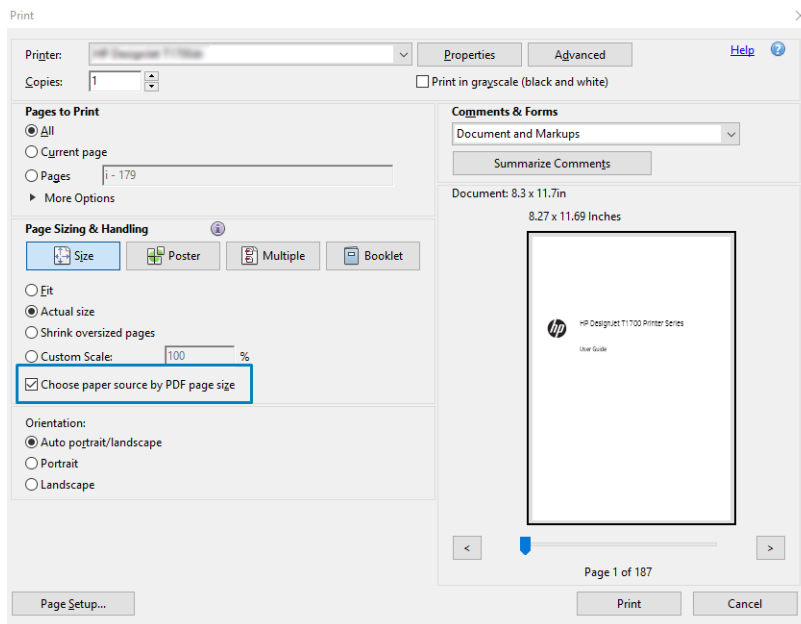 Print
Printer:
Properties
Advanced
Help
?
Copies:
1
Print in grayscale (black and white)
Pages to Print
All
Current page
Pages
i - 179
More Options
Comments & Forms
Document and Markups
Summarize Comments
Document: 8.3 x 11.7in
8.27 x 11.69 Inches
Page Sizing & Handling
i
Size
Poster
Multiple
Booklet
Fit
Actual size
Shrink oversized pages
Custom Scale:
100
%
Choose paper source by PDF page size
Orientation:
Auto portrait/landscape
Portrait
Landscape
hp
HP DesignJet T1700 Printer Series
User Guide
<
>
Page 1 of 187
Page Setup...
Print
Cancel